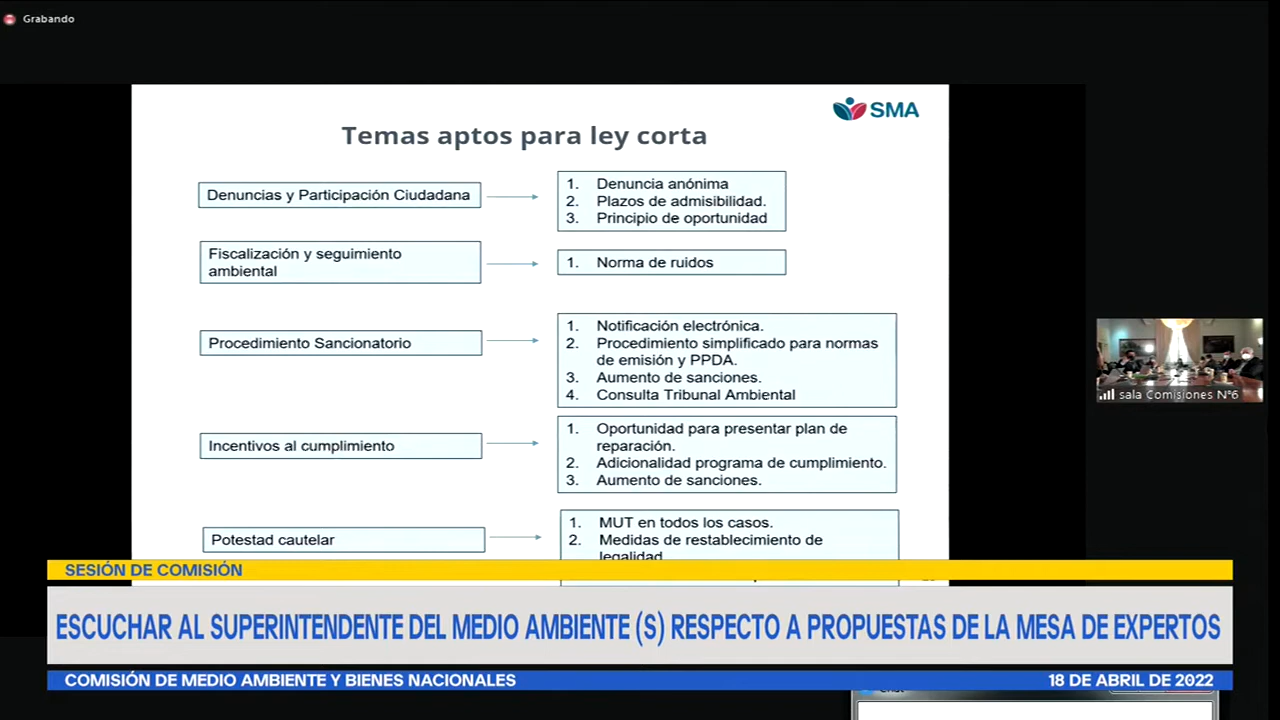 Grabando
SMA
Temas aptos para ley corta
Denuncias y Participación Ciudadana
1. Denuncia anónima
2. Plazos de admisibilidad.
3. Principio de oportunidad
Fiscalización y seguimiento
ambiental
1. Norma de ruidos
Procedimiento Sancionatorio
1. Notificación electrónica.
2. Procedimiento simplificado para normas
de emisión y PPDA.
3. Aumento de sanciones.
4. Consulta Tribunal Ambiental
Incentivos al cumplimiento
1. Oportunidad para presentar plan de
reparación.
2. Adicionalidad programa de cumplimiento.
3. Aumento de sanciones.
Potestad cautelar
1. MUT en todos los casos.
2. Medidas de restablecimiento de
legalidad
sala Comisiones N°6
SESIÓN DE COMISIÓN
ESCUCHAR AL SUPERINTENDENTE DEL MEDIO AMBIENTE (S) RESPECTO A PROPUESTAS DE LA MESA DE EXPERTOS
COMISIÓN DE MEDIO AMBIENTE Y BIENES NACIONALES
18 DE ABRIL DE 2022